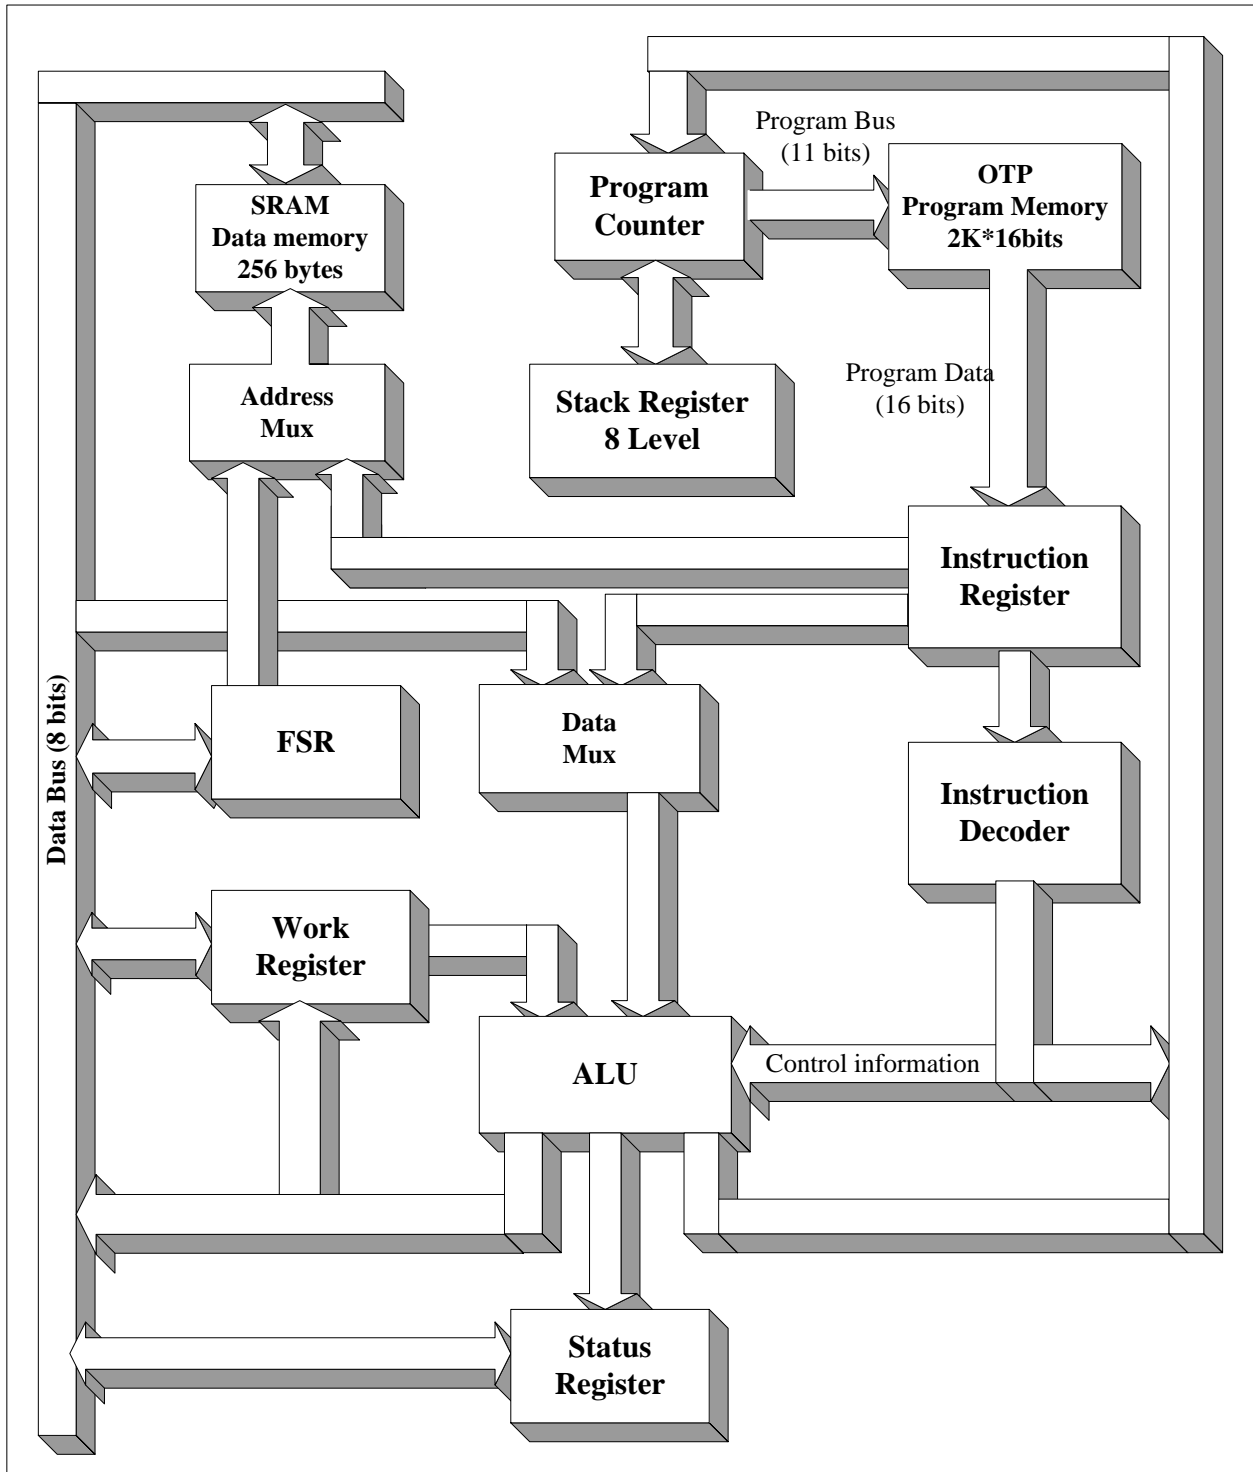 Program Bus
(11 bits)
SRAM
Data memory
256 bytes
Program
Counter
OTP
Program Memory
2K*16bits
Address
Mux
Stack Register
8 Level
Program Data
(16 bits)
Instruction
Register
Data Bus (8 bits)
FSR
Data
Mux
Instruction
Decoder
Work
Register
ALU
Control information
Status
Register